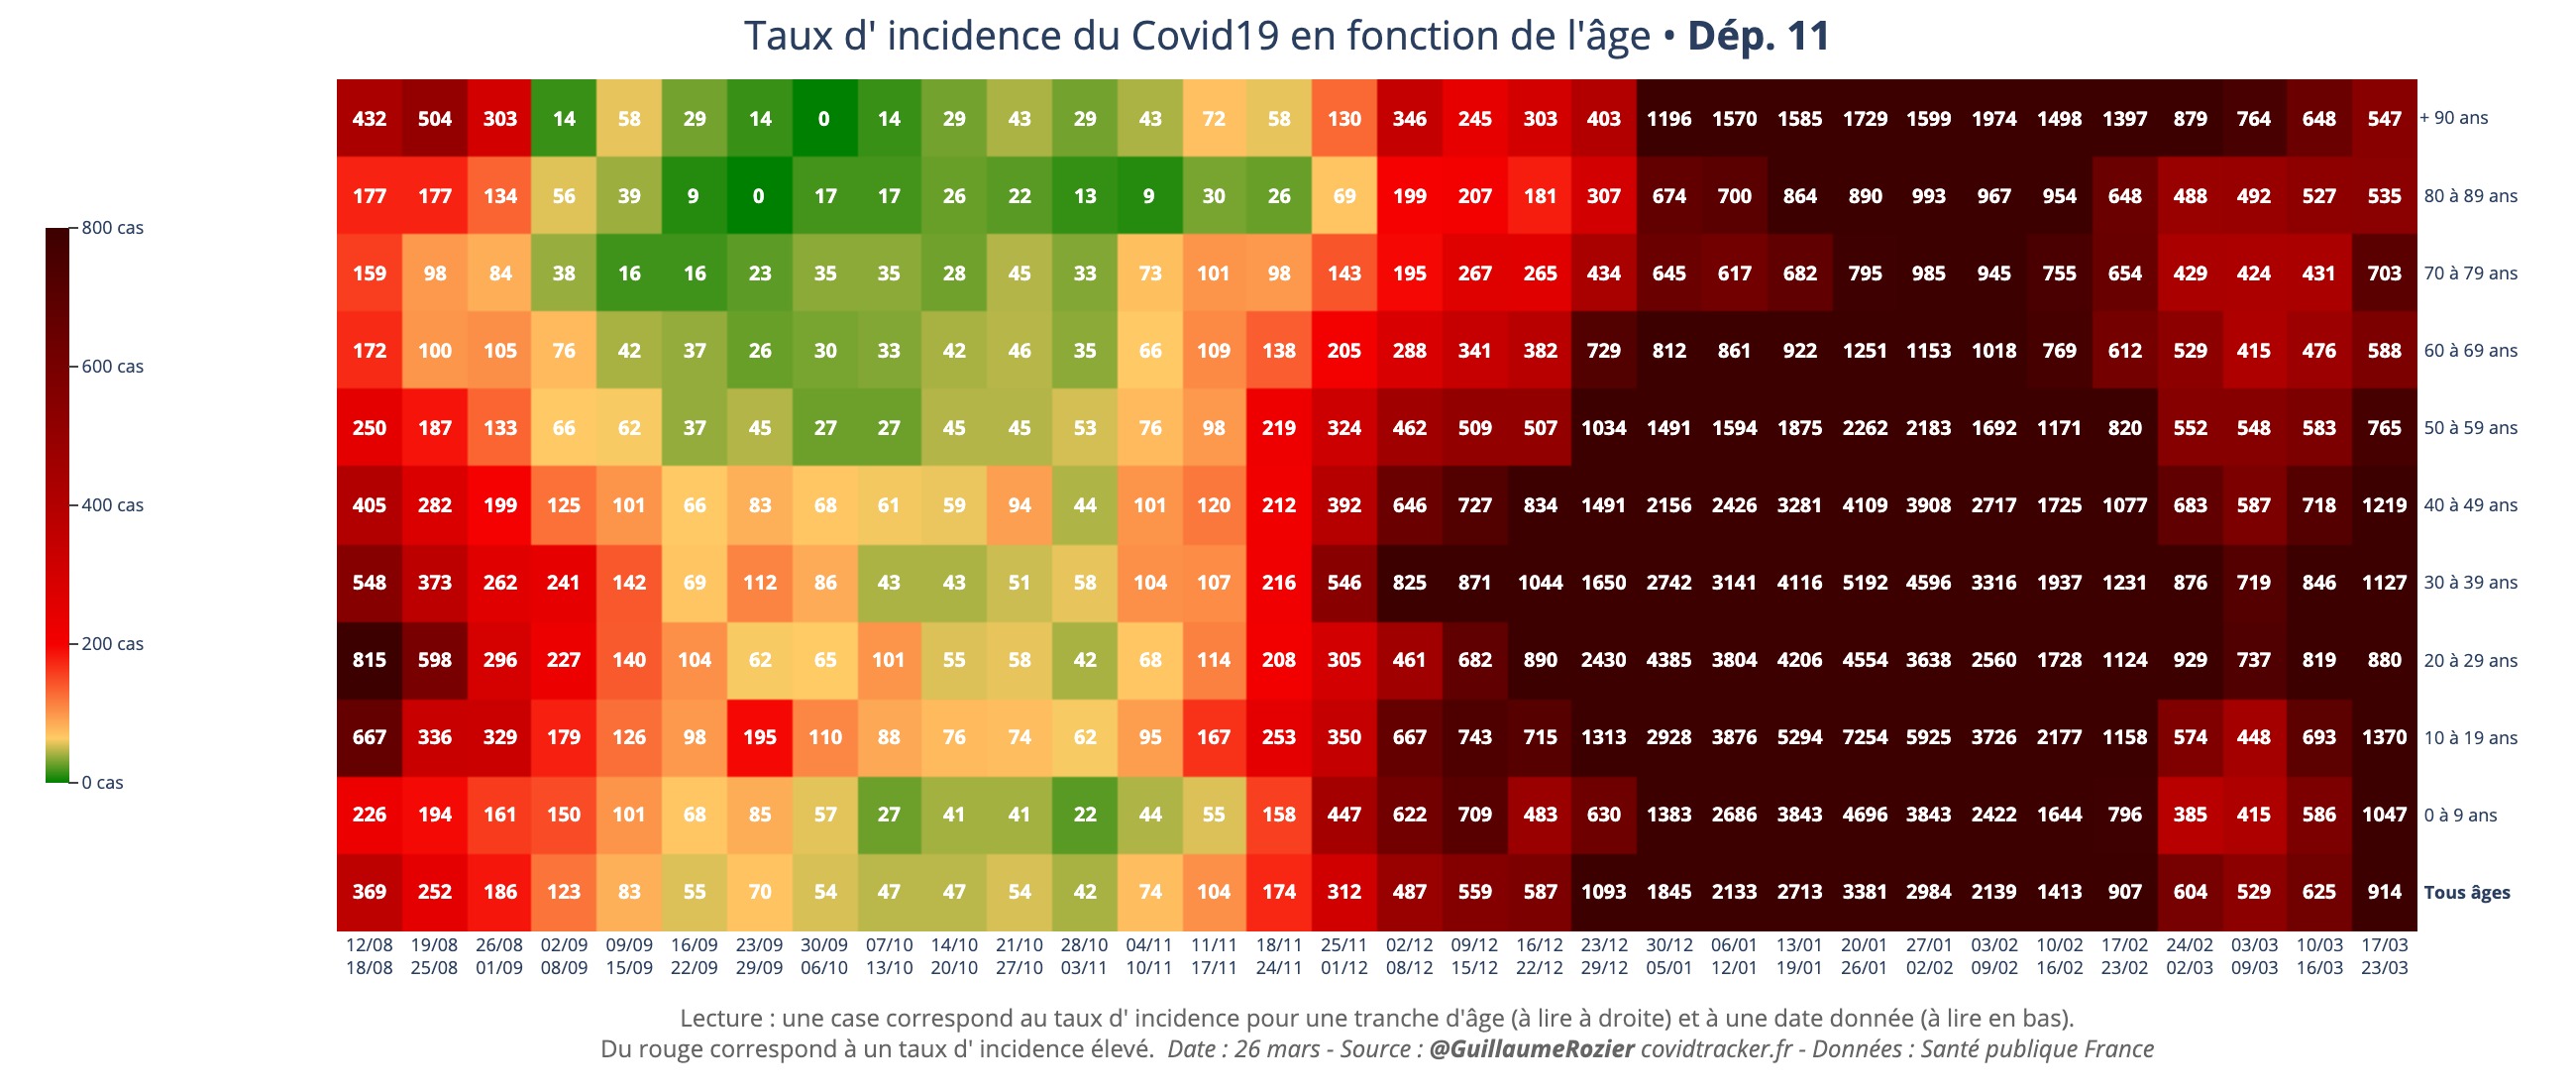 Taux d' incidence du Covid19 en fonction de l'âge • Dép. 11
800 cas
600 cas
400 cas
200 cas
0 cas
432 504 303 14 58 29 14 0 14 29 43 29 43 72 58 130 346 245 303 403 1196 1570 1585 1729 1599 1974 1498 1397 879 764 648 547 + 90 ans
177 177 134 56 39 9 0 17 17 26 22 13 9 30 26 69 199 207 181 307 674 700 864 890 993 967 954 648 488 492 527 535 80 à 89 ans
159 98 84 38 16 16 23 35 35 28 45 33 73 101 98 143 195 267 265 434 645 617 682 795 985 945 755 654 429 424 431 703 70 à 79 ans
172 100 105 76 42 37 26 30 33 42 46 35 66 109 138 205 288 341 382 729 812 861 922 1251 1153 1018 769 612 529 415 476 588 60 à 69 ans
250 187 133 66 62 37 45 27 27 45 45 53 76 98 219 324 462 509 507 1034 1491 1594 1875 2262 2183 1692 1171 820 552 548 583 765 50 à 59 ans
405 282 199 125 101 66 83 68 61 59 94 44 101 120 212 392 646 727 834 1491 2156 2426 3281 4109 3908 2717 1725 1077 683 587 718 1219 40 à 49 ans
548 373 262 241 142 69 112 86 43 43 51 58 104 107 216 546 825 871 1044 1650 2742 3141 4116 5192 4596 3316 1937 1231 876 719 846 1127 30 à 39 ans
815 598 296 227 140 104 62 65 101 55 58 42 68 114 208 305 461 682 890 2430 4385 3804 4206 4554 3638 2560 1728 1124 929 737 819 880 20 à 29 ans
667 336 329 179 126 98 195 110 88 76 74 62 95 167 253 350 667 743 715 1313 2928 3876 5294 7254 5925 3726 2177 1158 574 448 693 1370 10 à 19 ans
226 194 161 150 101 68 85 57 27 41 41 22 44 55 158 447 622 709 483 630 1383 2686 3843 4696 3843 2422 1644 796 385 415 586 1047 0 à 9 ans
369 252 186 123 83 55 70 54 47 47 54 42 74 104 174 312 487 559 587 1093 1845 2133 2713 3381 2984 2139 1413 907 604 529 625 914 Tous âges
12/08 19/08 26/08 02/09 09/09 16/09 23/09 30/09 07/10 14/10 21/10 28/10 04/11 11/11 18/11 25/11 02/12 09/12 16/12 23/12 30/12 06/01 13/01 20/01 27/01 03/02 10/02 17/02 24/02 03/03 10/03 17/03
18/08 25/08 01/09 08/09 15/09 22/09 29/09 06/10 13/10 20/10 27/10 03/11 10/11 17/11 24/11 01/12 08/12 15/12 22/12 29/12 05/01 12/01 19/01 26/01 02/02 09/02 16/02 23/02 02/03 09/03 16/03 23/03
Lecture : une case correspond au taux d' incidence pour une tranche d'âge (à lire à droite) et à une date donnée (à lire en bas).
Du rouge correspond à un taux d' incidence élevé. Date : 26 mars - Source : @GuillaumeRozier covidtracker.fr - Données : Santé publique France